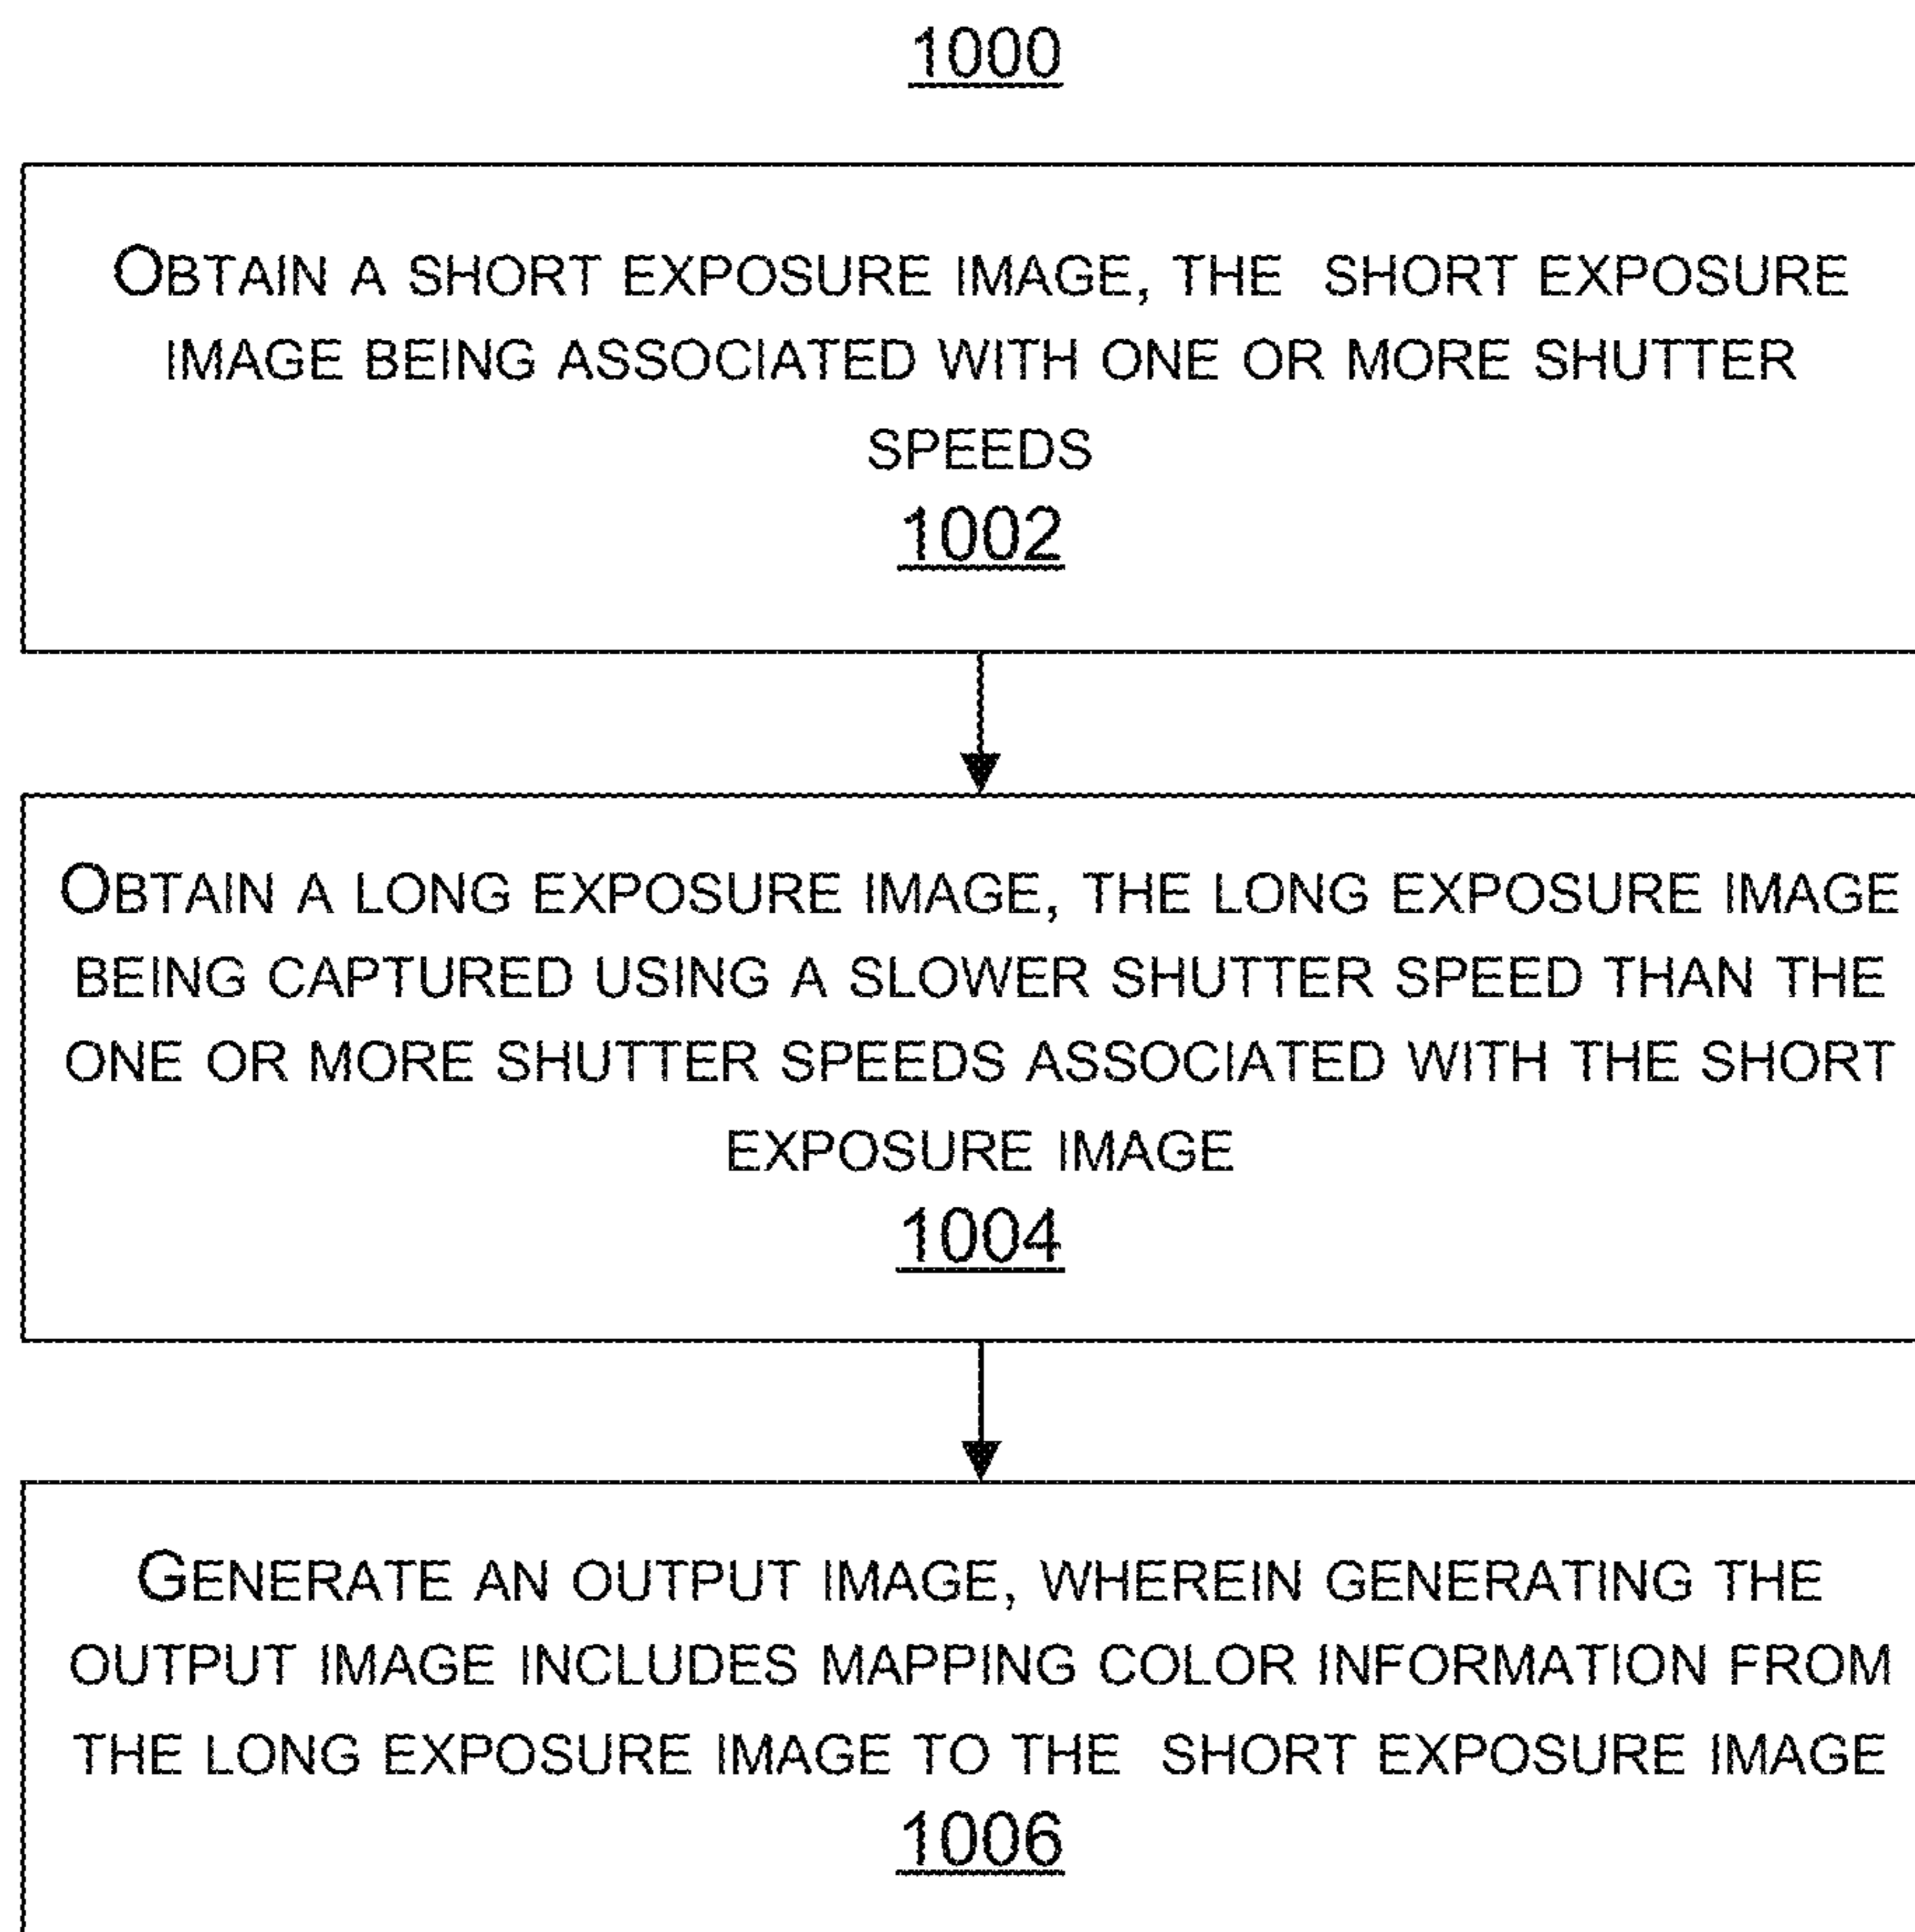 1000
OBTAIN A SHORT EXPOSURE IMAGE, THE SHORT EXPOSURE
IMAGE BEING ASSOCIATED WITH ONE OR MORE SHUTTER
SPEEDS
1002
OBTAIN A LONG EXPOSURE IMAGE, THE LONG EXPOSURE IMAGE
BEING CAPTURED USING A SLOWER SHUTTER SPEED THAN THE
ONE OR MORE SHUTTER SPEEDS ASSOCIATED WITH THE SHORT
EXPOSURE IMAGE
1004
GENERATE AN OUTPUT IMAGE, WHEREIN GENERATING THE
OUTPUT IMAGE INCLUDES MAPPING COLOR INFORMATION FROM
THE LONG EXPOSURE IMAGE TO THE SHORT EXPOSURE IMAGE
1006